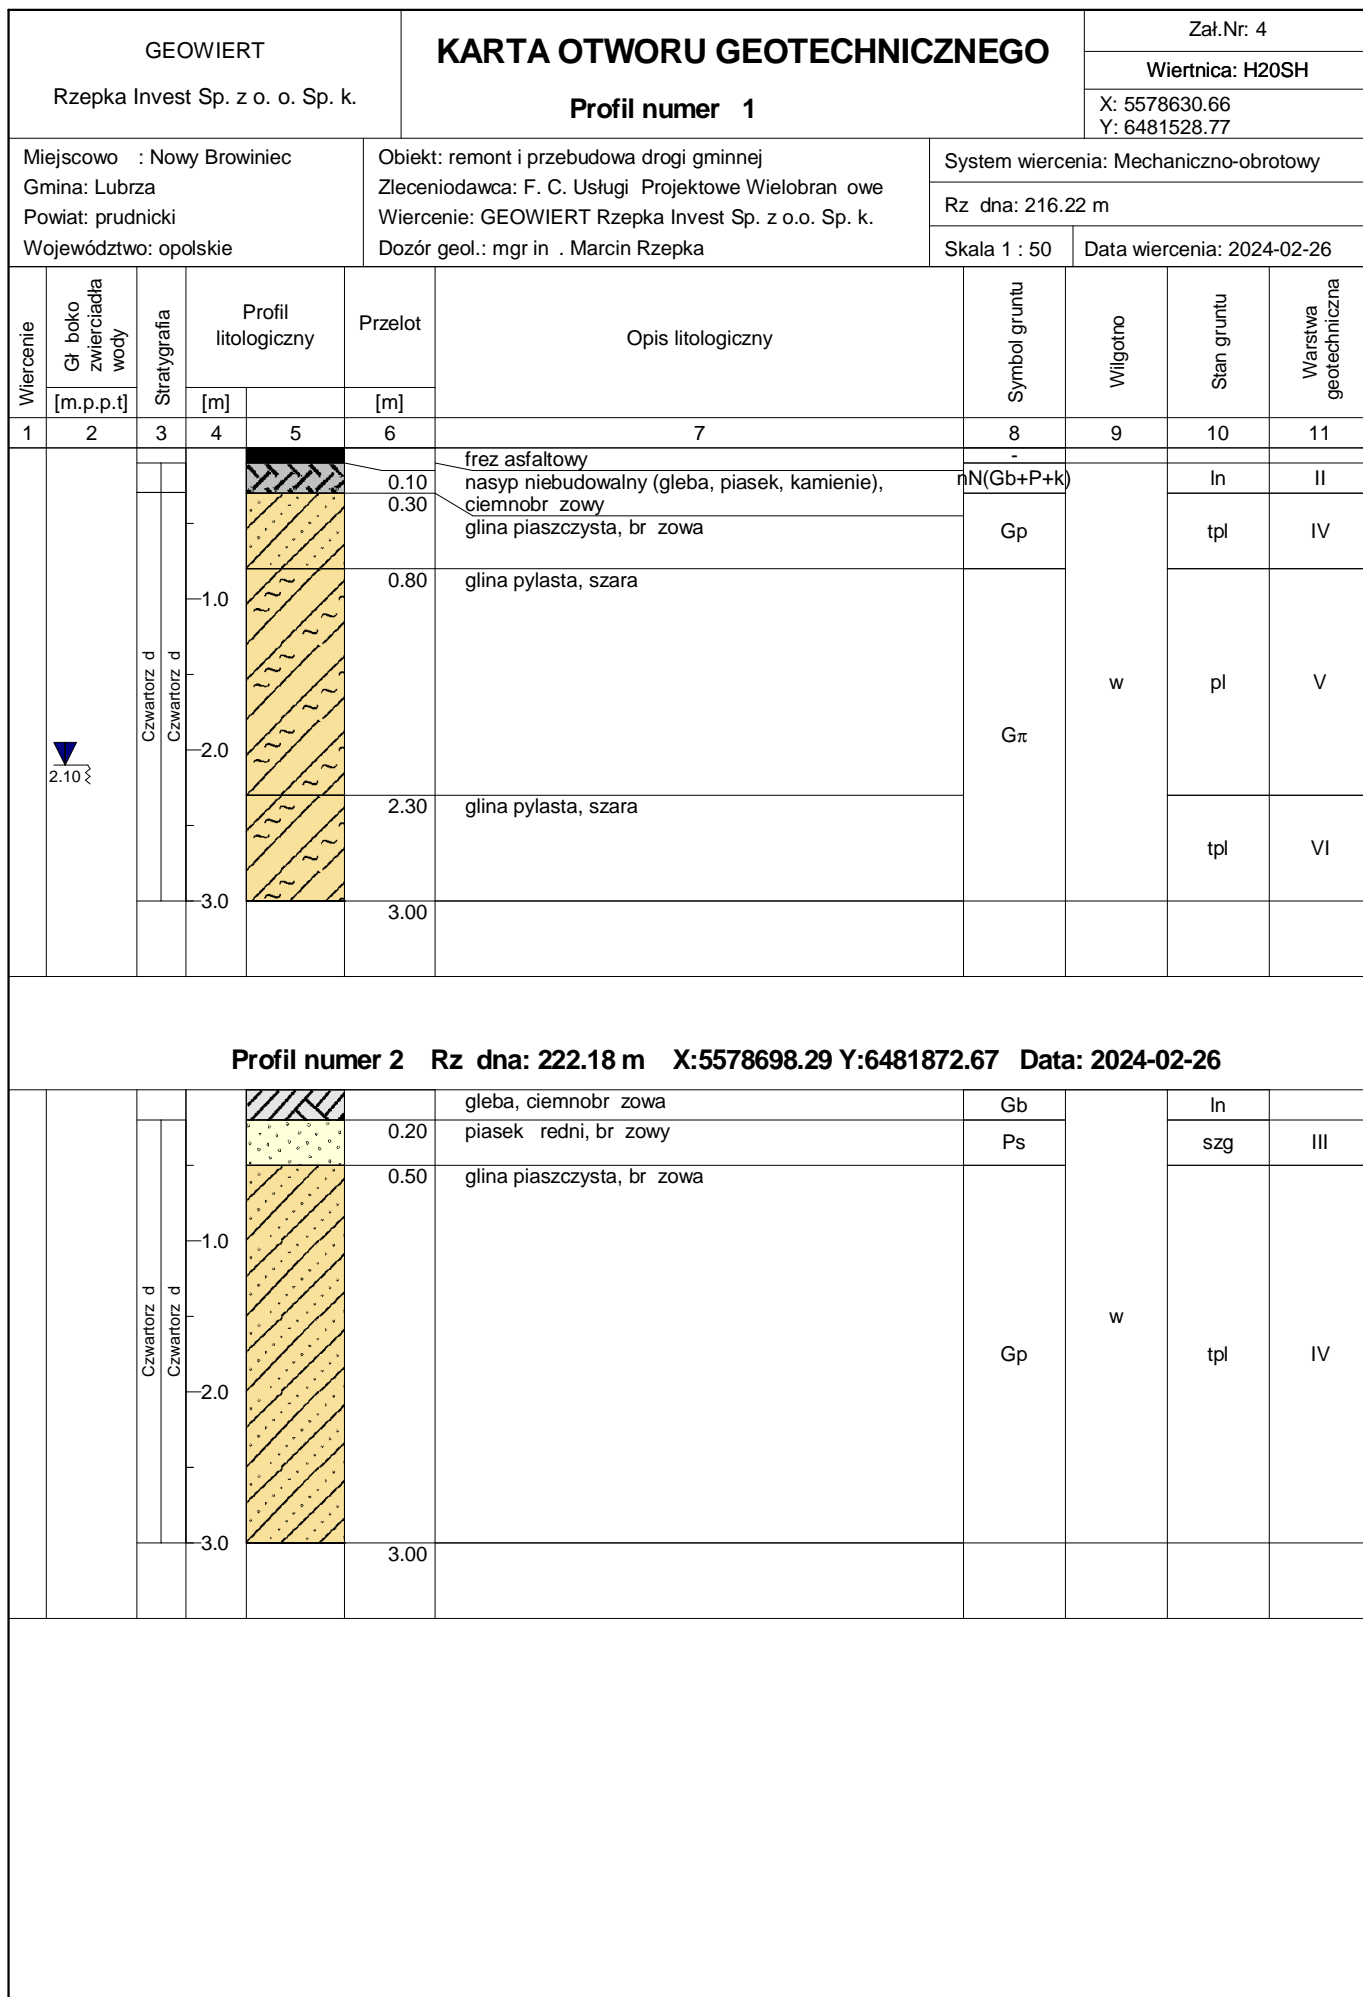 GEOWIERT
Rzepka Invest Sp. z o. o. Sp. k.
KARTA OTWORU GEOTECHNICZNEGO
Profil numer 1
Zał.Nr: 4
Wiertnica: H20SH
X: 5578630.66
Y: 6481528.77
Miejscowo : Nowy Browiniec
Gmina: Lubrza
Powiat: prudnicki
Województwo: opolskie
Obiekt: remont i przebudowa drogi gminnej
Zleceniodawca: F. C. Usługi Projektowe Wielobran owe
Wiercenie: GEOWIERT Rzepka Invest Sp. z o.o. Sp. k.
Dozór geol.: mgr in . Marcin Rzepka
System wiercenia: Mechaniczno-obrotowy
Rz dna: 216.22 m
Skala 1 : 50
Data wiercenia: 2024-02-26
Wiercenie
Gł boko
zwierciadła
wody
[m.p.p.t]
Stratygrafia
Profil
litologiczny
[m]
Przelot
[m]
Opis litologiczny
Symbol gruntu
Wilgotno
Stan gruntu
Warstwa
geotechniczna
1 2 3 4 5 6 7 8 9 10 11
frez asfaltowy
-
0.10
nasyp niebudowalny (gleba, piasek, kamienie),
ciemnobr zowy
nN(Gb+P+k)
ln
II
0.30
glina piaszczysta, br zowa
Gp
tpl
IV
0.80
glina pylasta, szara
1.0
Czwartorz d
Czwartorz d
w
pl
V
Gπ
2.0
2.10
2.30
glina pylasta, szara
tpl
VI
3.0
3.00
Profil numer 2 Rz dna: 222.18 m X:5578698.29 Y:6481872.67 Data: 2024-02-26
gleba, ciemnobr zowa
Gb
ln
0.20
piasek redni, br zowy
Ps
szg
III
0.50
glina piaszczysta, br zowa
1.0
Czwartorz d
Czwartorz d
w
Gp
tpl
IV
2.0
3.0
3.00